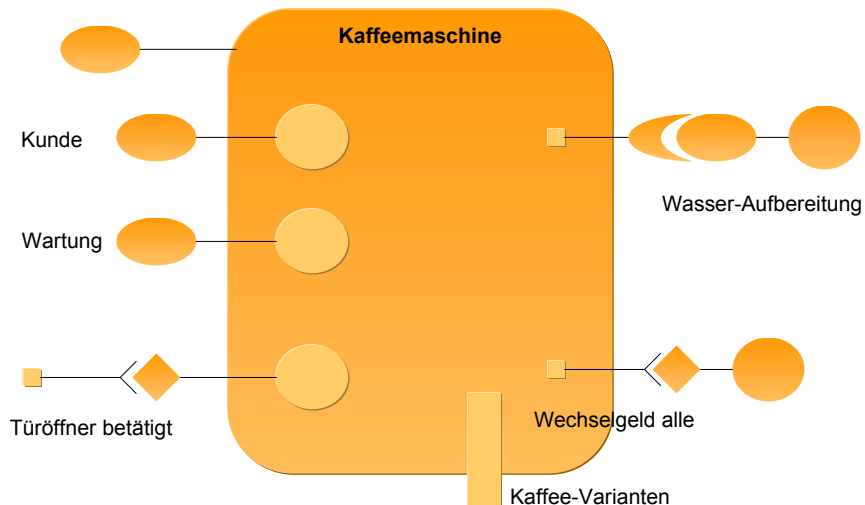 Kaffeemaschine
Kunde
Wasser-Aufbereitung
Wartung
Türöffner betätigt
Wechselgeld alle
Kaffee-Varianten